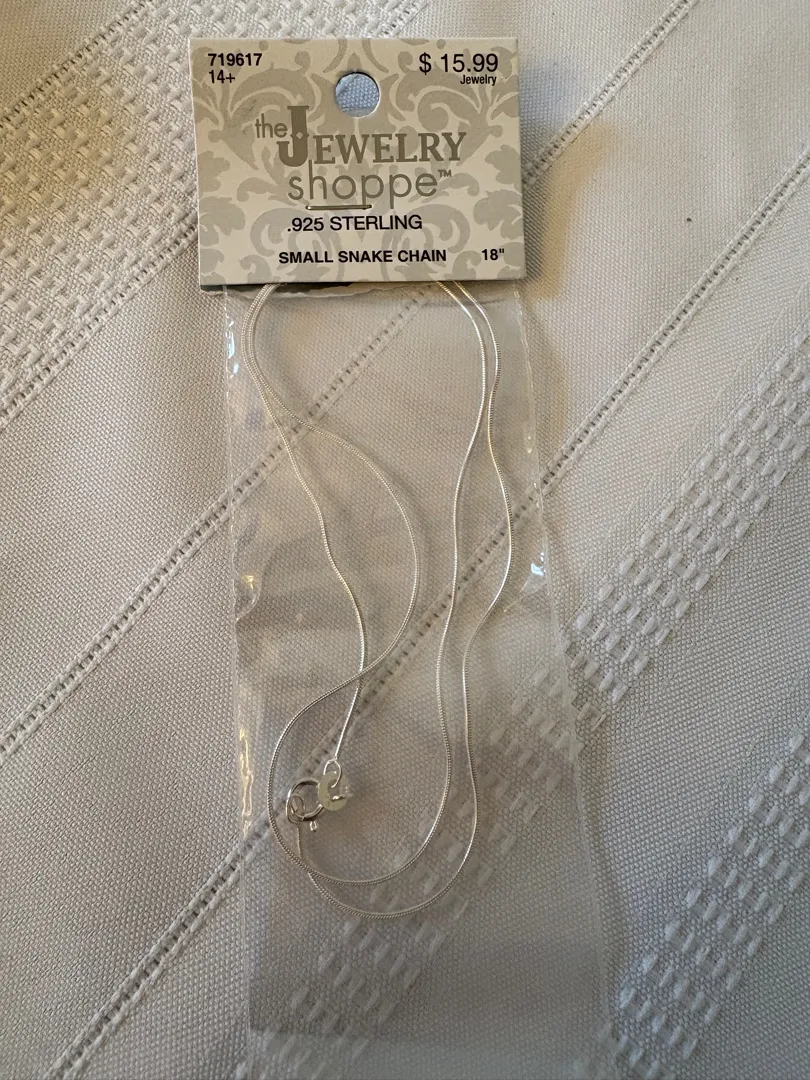 719617
$ 15.99
14+
Jewelry
the JEWELRY
shoppe™
.925 STERLING
SMALL SNAKE CHAIN 18"